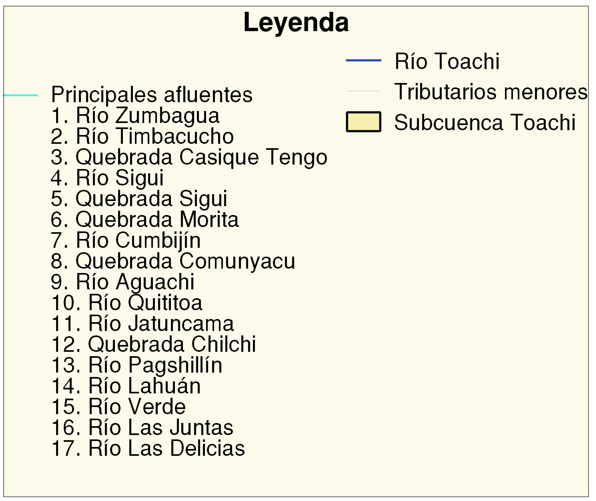 Leyenda
Principales afluentes
1. Río Zumbagua
2. Río Timbacucho
3. Quebrada Casique Tengo
4. Río Sigui
5. Quebrada Sigui
6. Quebrada Morita
7. Río Cumbijín
8. Quebrada Comunyacu
9. Río Aguachi
10. Río Quititoa
11. Río Jatuncama
12. Quebrada Chilchi
13. Río Pagshillín
14. Río Lahuán
15. Río Verde
16. Río Las Juntas
17. Río Las Delicias
Río Toachi
Tributarios menores
Subcuenca Toachi